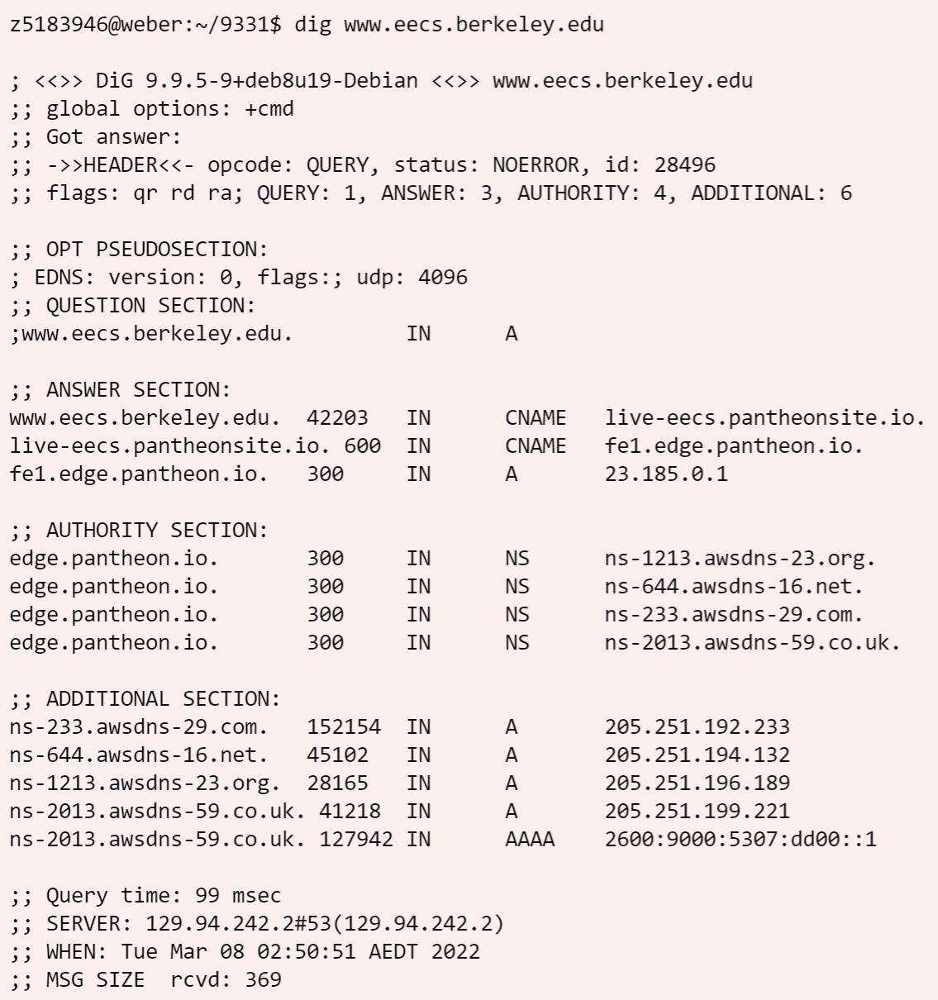 z5183946@weber:~/9331$ dig www.eecs.berkeley.edu

; <<>> DiG 9.9.5-9+deb8u19-Debian <<>> www.eecs.berkeley.edu
;; global options: +cmd
;; Got answer:
;; ->>HEADER<<- opcode: QUERY, status: NOERROR, id: 28496
;; flags: qr rd ra; QUERY: 1, ANSWER: 3, AUTHORITY: 4, ADDITIONAL: 6

;; OPT PSEUDOSECTION:
; EDNS: version: 0, flags:; udp: 4096
;; QUESTION SECTION:
;www.eecs.berkeley.edu.		IN	A

;; ANSWER SECTION:
www.eecs.berkeley.edu.	42203	IN	CNAME	live-eecs.pantheonsite.io.
live-eecs.pantheonsite.io. 600	IN	CNAME	fe1.edge.pantheon.io.
fe1.edge.pantheon.io.	300	IN	A	23.185.0.1

;; AUTHORITY SECTION:
edge.pantheon.io.	300	IN	NS	ns-1213.awsdns-23.org.
edge.pantheon.io.	300	IN	NS	ns-644.awsdns-16.net.
edge.pantheon.io.	300	IN	NS	ns-233.awsdns-29.com.
edge.pantheon.io.	300	IN	NS	ns-2013.awsdns-59.co.uk.

;; ADDITIONAL SECTION:
ns-233.awsdns-29.com.	152154	IN	A	205.251.192.233
ns-644.awsdns-16.net.	45102	IN	A	205.251.194.132
ns-1213.awsdns-23.org.	28165	IN	A	205.251.196.189
ns-2013.awsdns-59.co.uk. 41218	IN	A	205.251.199.221
ns-2013.awsdns-59.co.uk. 127942 IN	AAAA	2600:9000:5307:dd00::1

;; Query time: 99 msec
;; SERVER: 129.94.242.2#53(129.94.242.2)
;; WHEN: Tue Mar 08 02:50:51 AEDT 2022
;; MSG SIZE  rcvd: 369